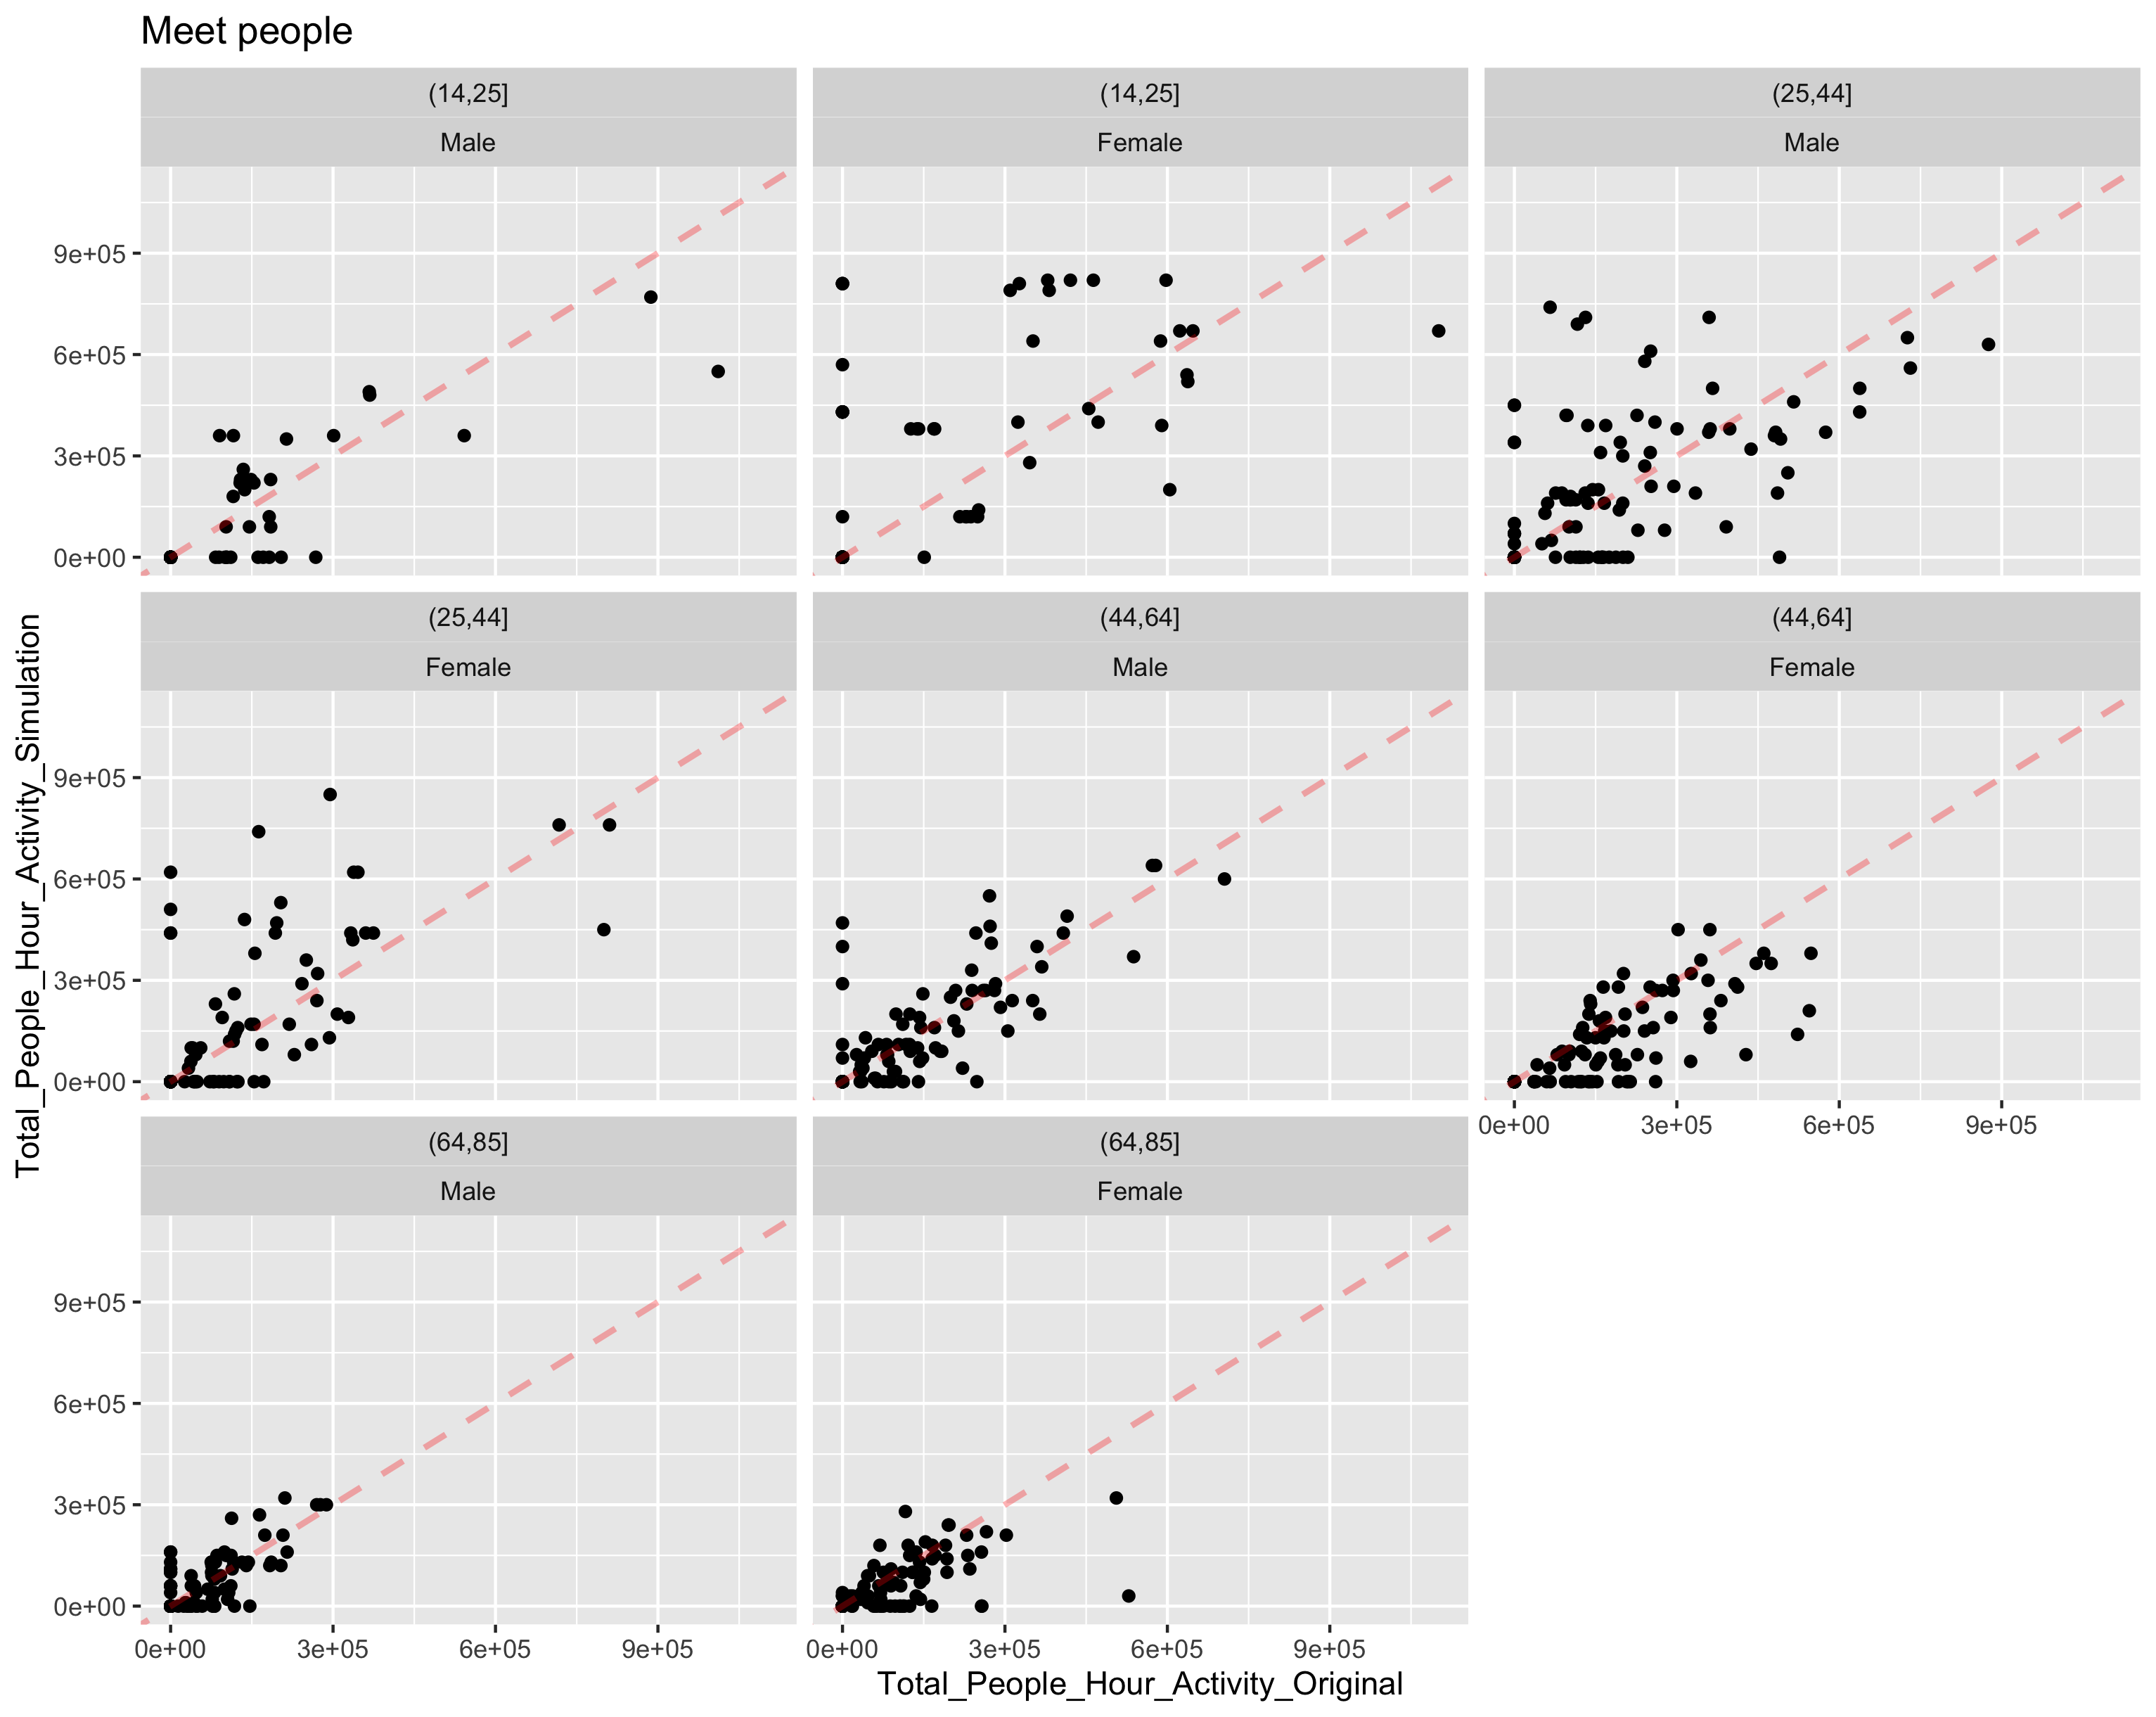 Meet people
(14,25]
Male
(14,25]
Female
(25,44]
Male
9e+05
6e+05
3e+05
0e+00
(25,44]
Female
(44,64]
Male
(44,64]
Female
9e+05
6e+05
3e+05
0e+00
0e+00 3e+05 6e+05 9e+05
(64,85]
Male
(64,85]
Female
9e+05
6e+05
3e+05
0e+00
0e+00 3e+05 6e+05 9e+05
0e+00 3e+05 6e+05 9e+05
Total_People_Hour_Activity_Original
Total_People_Hour_Activity_Simulation